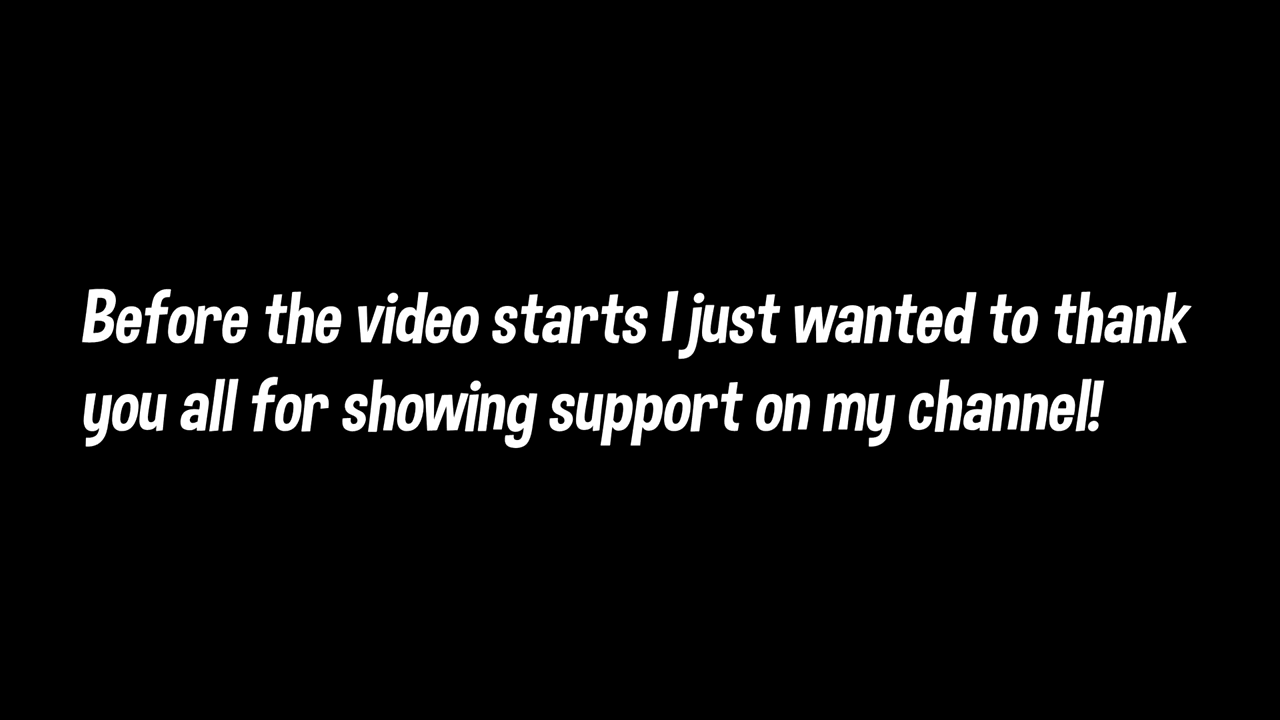 Before the video starts I just wanted to thank
you all for showing support on my channel!